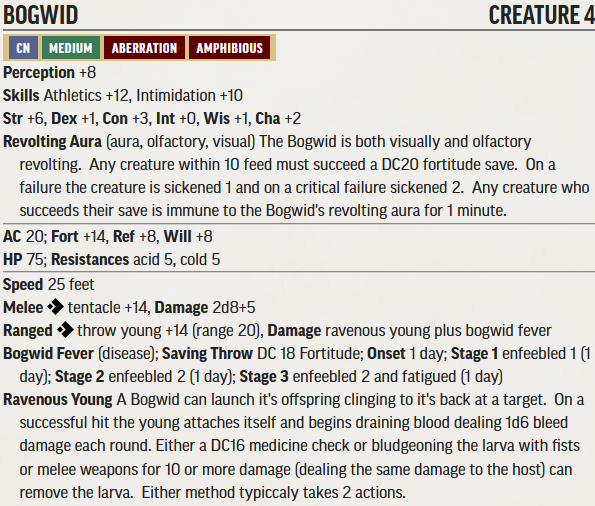 BOGWID CREATURE 4
CN MEDIUM ABERRATION AMPHIBIOUS
Perception +8
Skills Athletics +12, Intimidation +10
Str +6, Dex +1, Con +3, Int +0, Wis +1, Cha +2
Revolting Aura (aura, olfactory, visual) The Bogwid is both visually and olfactory
revolting. Any creature within 10 feed must succeed a DC20 fortitude save. On a
failure the creature is sickened 1 and on a critical failure sickened 2. Any creature who
succeeds their save is immune to the Bogwid's revolting aura for 1 minute.
AC 20; Fort +14, Ref +8, Will +8
HP 75; Resistances acid 5, cold 5
Speed 25 feet
Melee tentacle +14, Damage 2d8+5
Ranged throw young +14 (range 20), Damage ravenous young plus bogwid fever
Bogwid Fever (disease); Saving Throw DC 18 Fortitude; Onset 1 day; Stage 1 enfeebled 1 (1
day); Stage 2 enfeebled 2 (1 day); Stage 3 enfeebled 2 and fatigued (1 day)
Ravenous Young A Bogwid can launch it's offspring clinging to it's back at a target. On a
successful hit the young attaches itself and begins draining blood dealing 1d6 bleed
damage each round. Either a DC16 medicine check or bludgeoning the larva with fists
or melee weapons for 10 or more damage (dealing the same damage to the host) can
remove the larva. Either method typiccaly takes 2 actions.